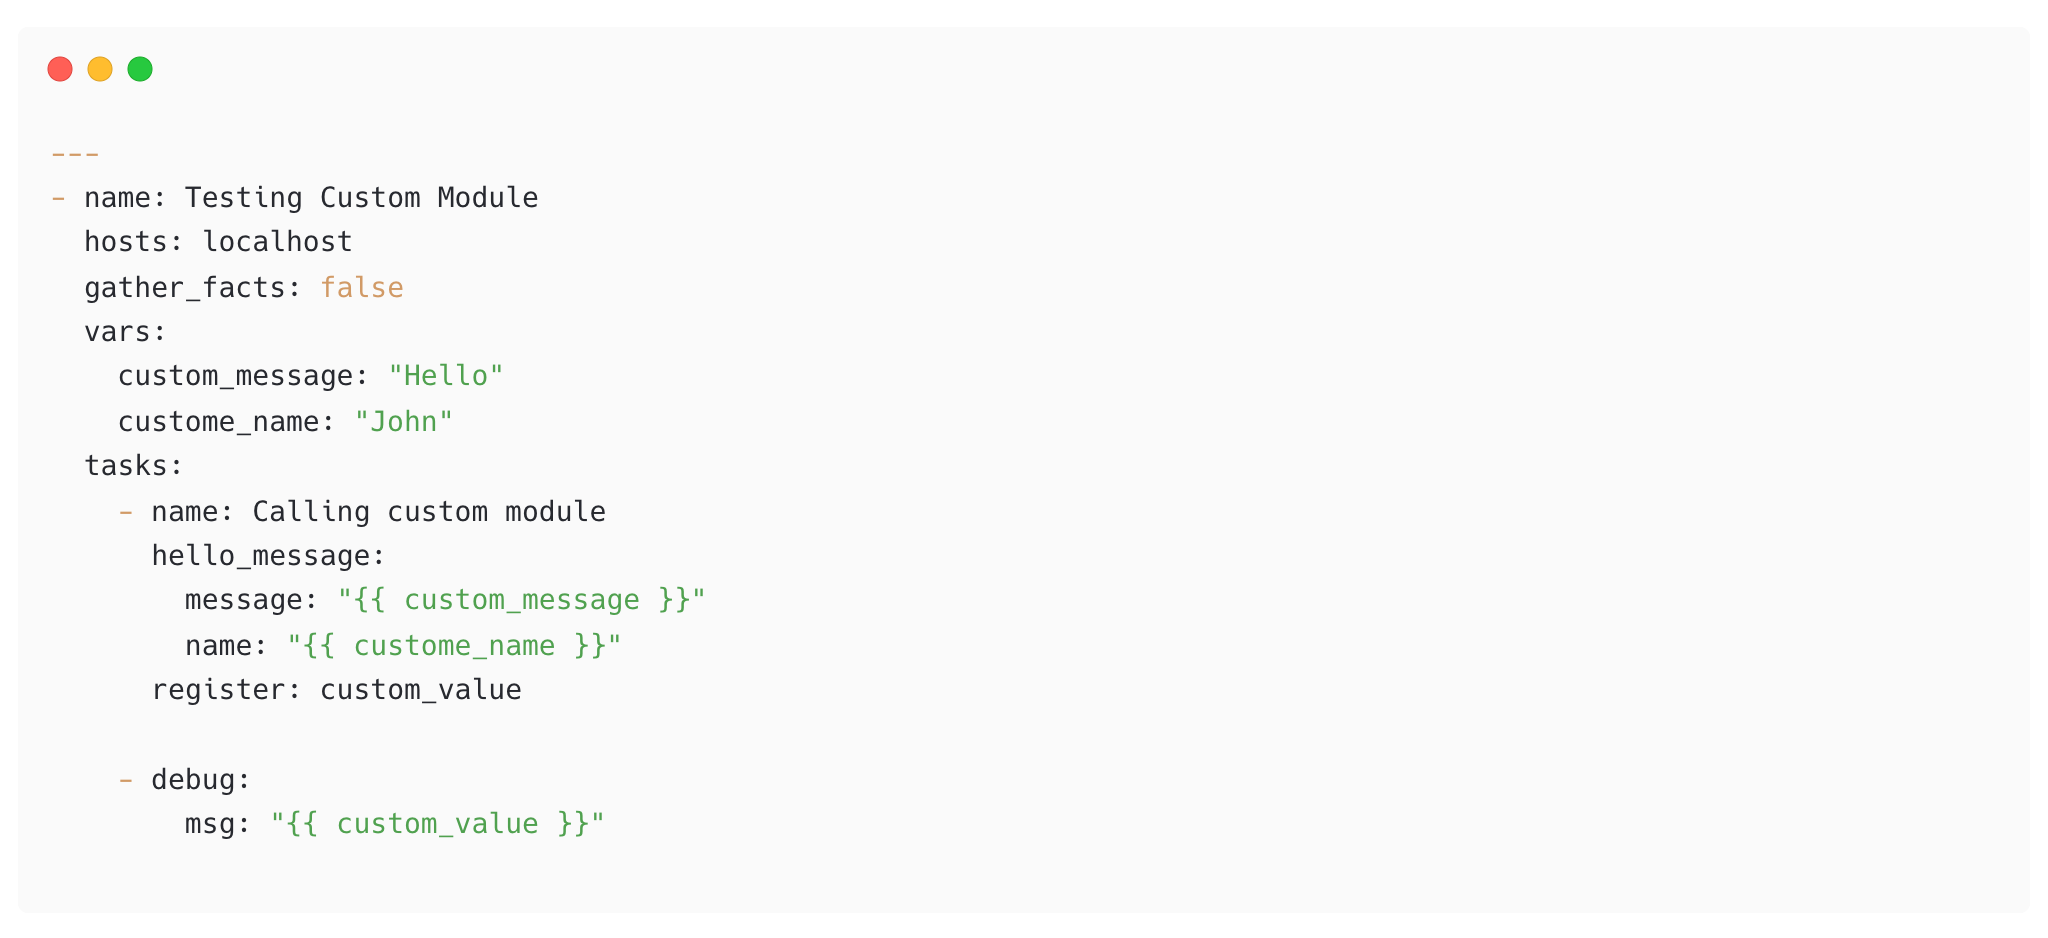 ---
- name: Testing Custom Module
  hosts: localhost
  gather_facts: false
  vars:
    custom_message: "Hello"
    custome_name: "John"
  tasks:
    - name: Calling custom module
      hello_message:
        message: "{{ custom_message }}"
        name: "{{ custome_name }}"
      register: custom_value

    - debug:
        msg: "{{ custom_value }}"